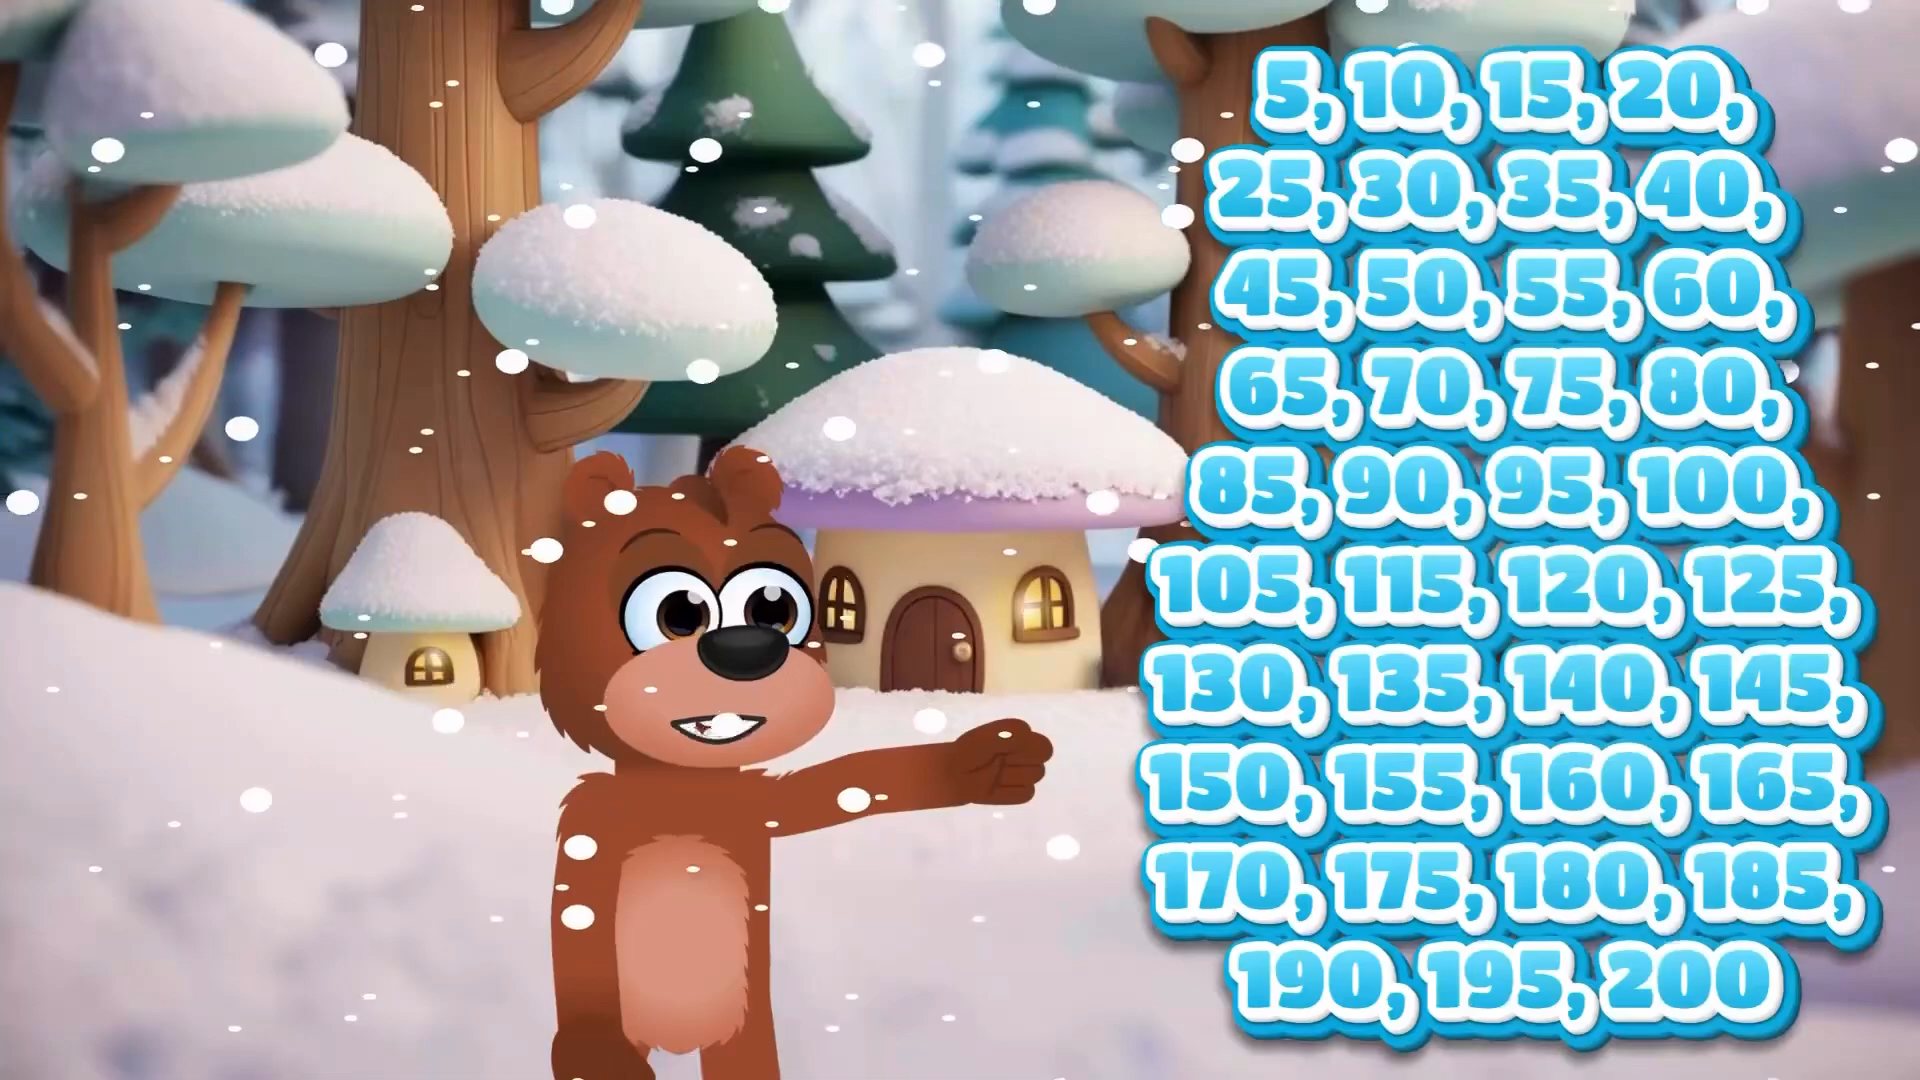 5, 10, 15, 20,
25, 30, 35, 40,
45, 50, 55, 60,
65, 70, 75, 80,
85, 90, 95, 100,
105, 115, 120, 125,
130, 135, 140, 145,
150, 155, 160, 165,
170, 175, 180, 185,
190, 195, 200